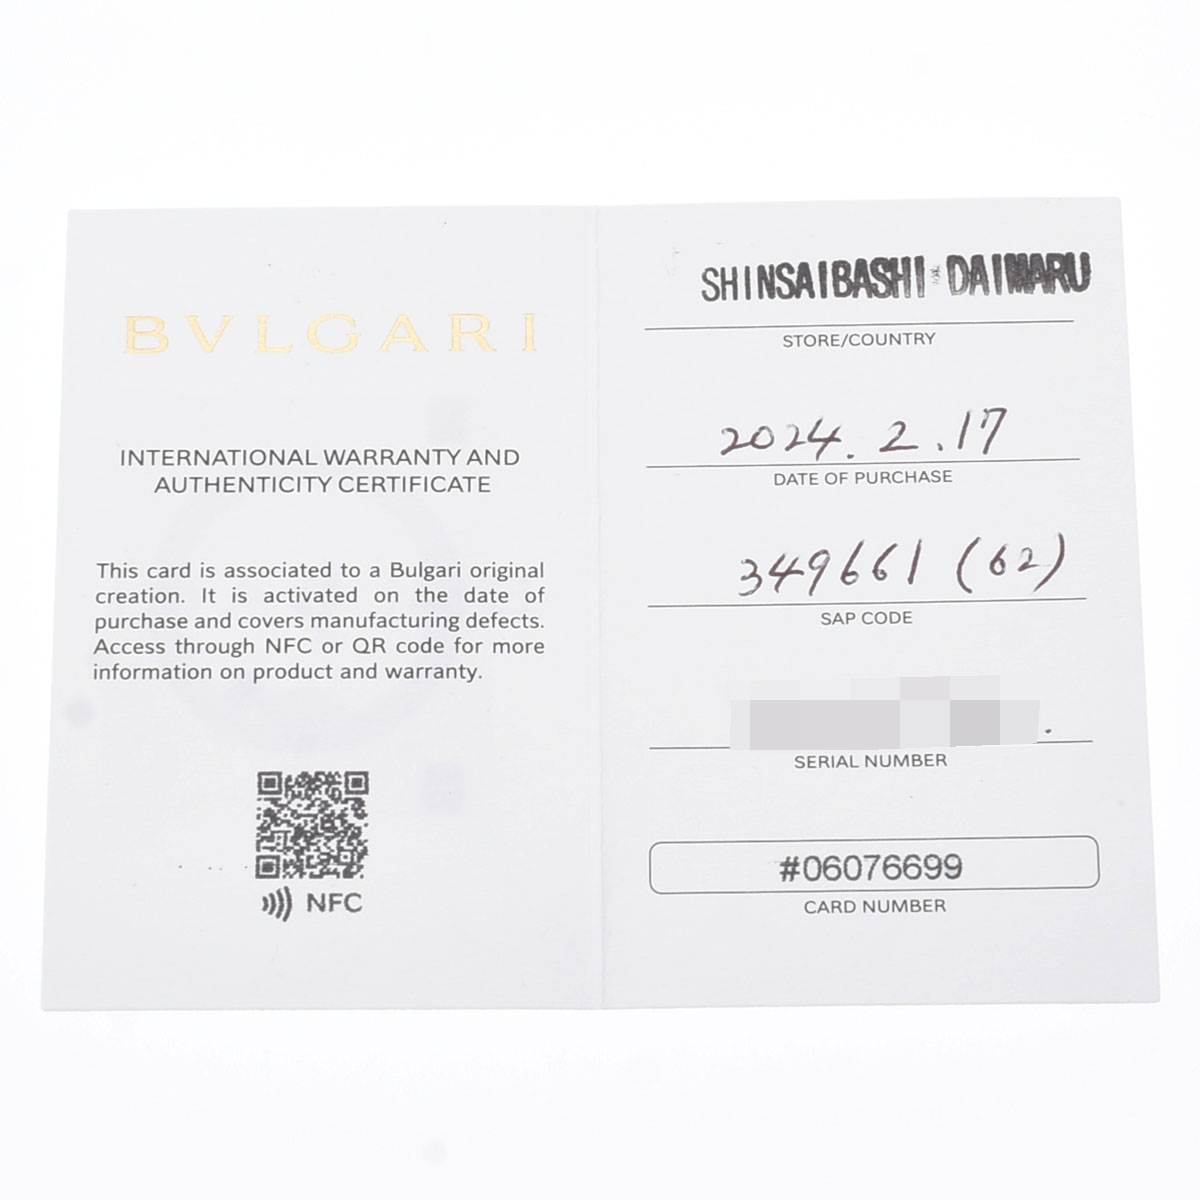 BVLGARI
INTERNATIONAL WARRANTY AND
AUTHENTICITY CERTIFICATE
This card is associated to a Bulgari original
creation. It is activated on the date of
purchase and covers manufacturing defects.
Access through NFC or QR code for more
information on product and warranty.
NFC
SHINSAIBASHI DAIMARU
STORE/COUNTRY
2024.2.17
DATE OF PURCHASE
349661 (62)
SAP CODE
SERIAL NUMBER
#06076699
CARD NUMBER